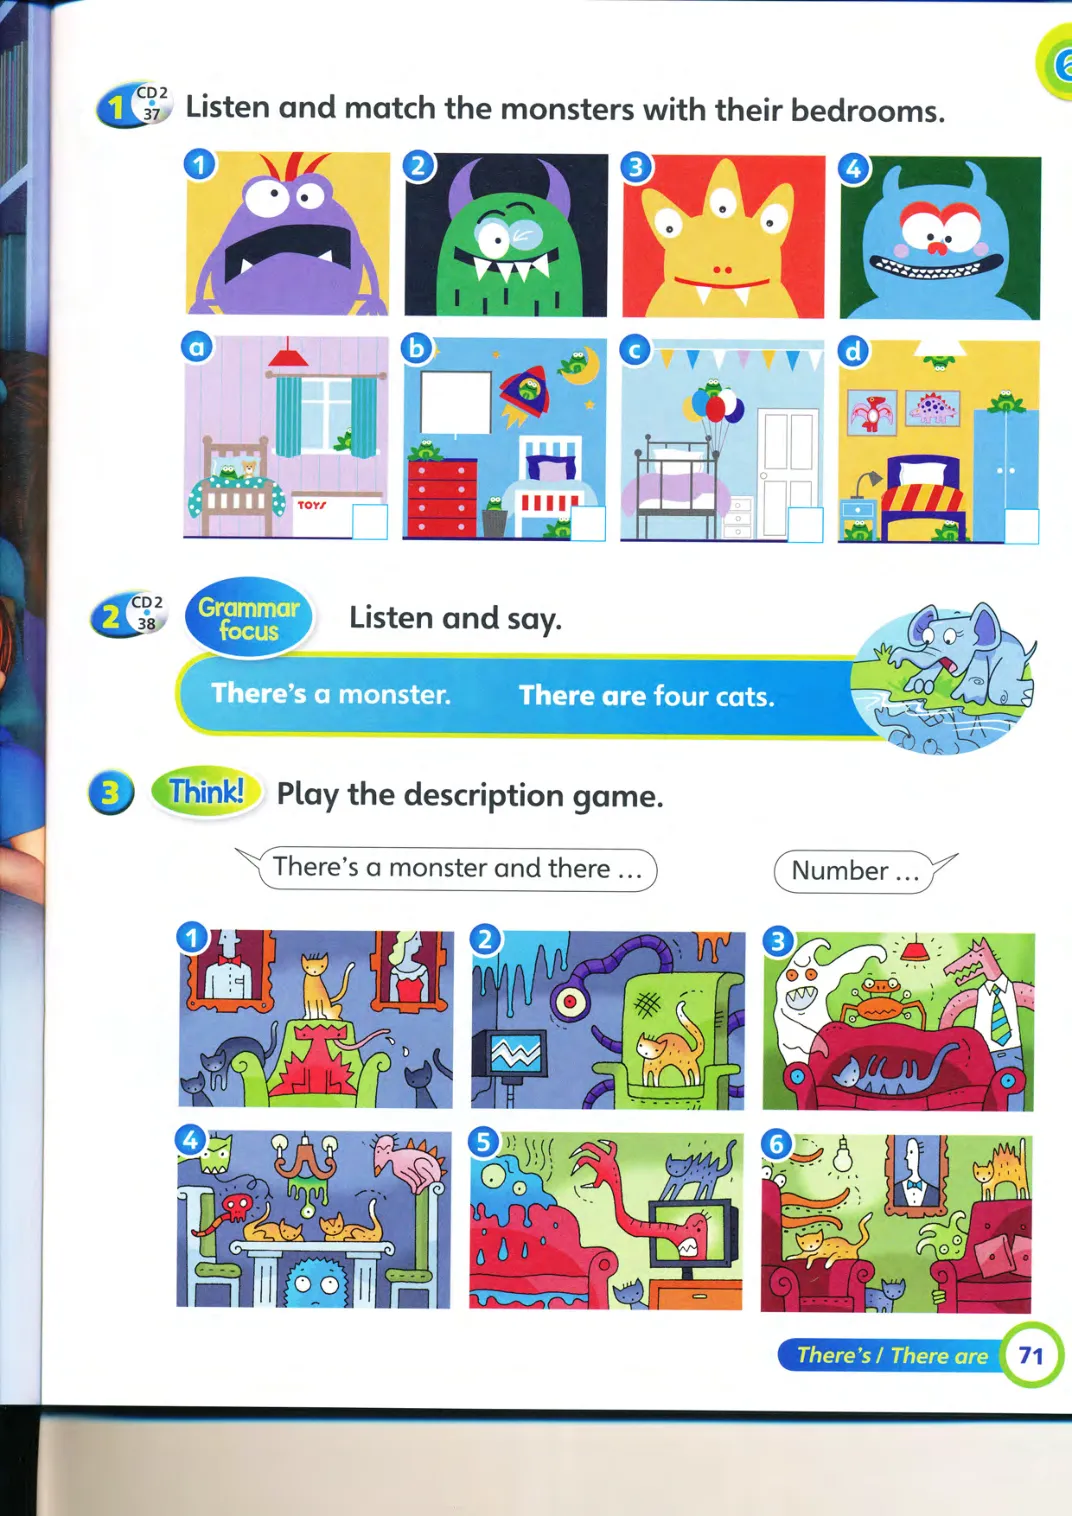 6
1 CD2 37 Listen and match the monsters with their bedrooms.
1 2 3 4
a b c d
TOYS
2 CD2 38 Grammar focus Listen and say.
There's a monster. There are four cats.
3 Think! Play the description game.
There's a monster and there ... Number ...
1 2 3
4 5 6
There's / There are 71